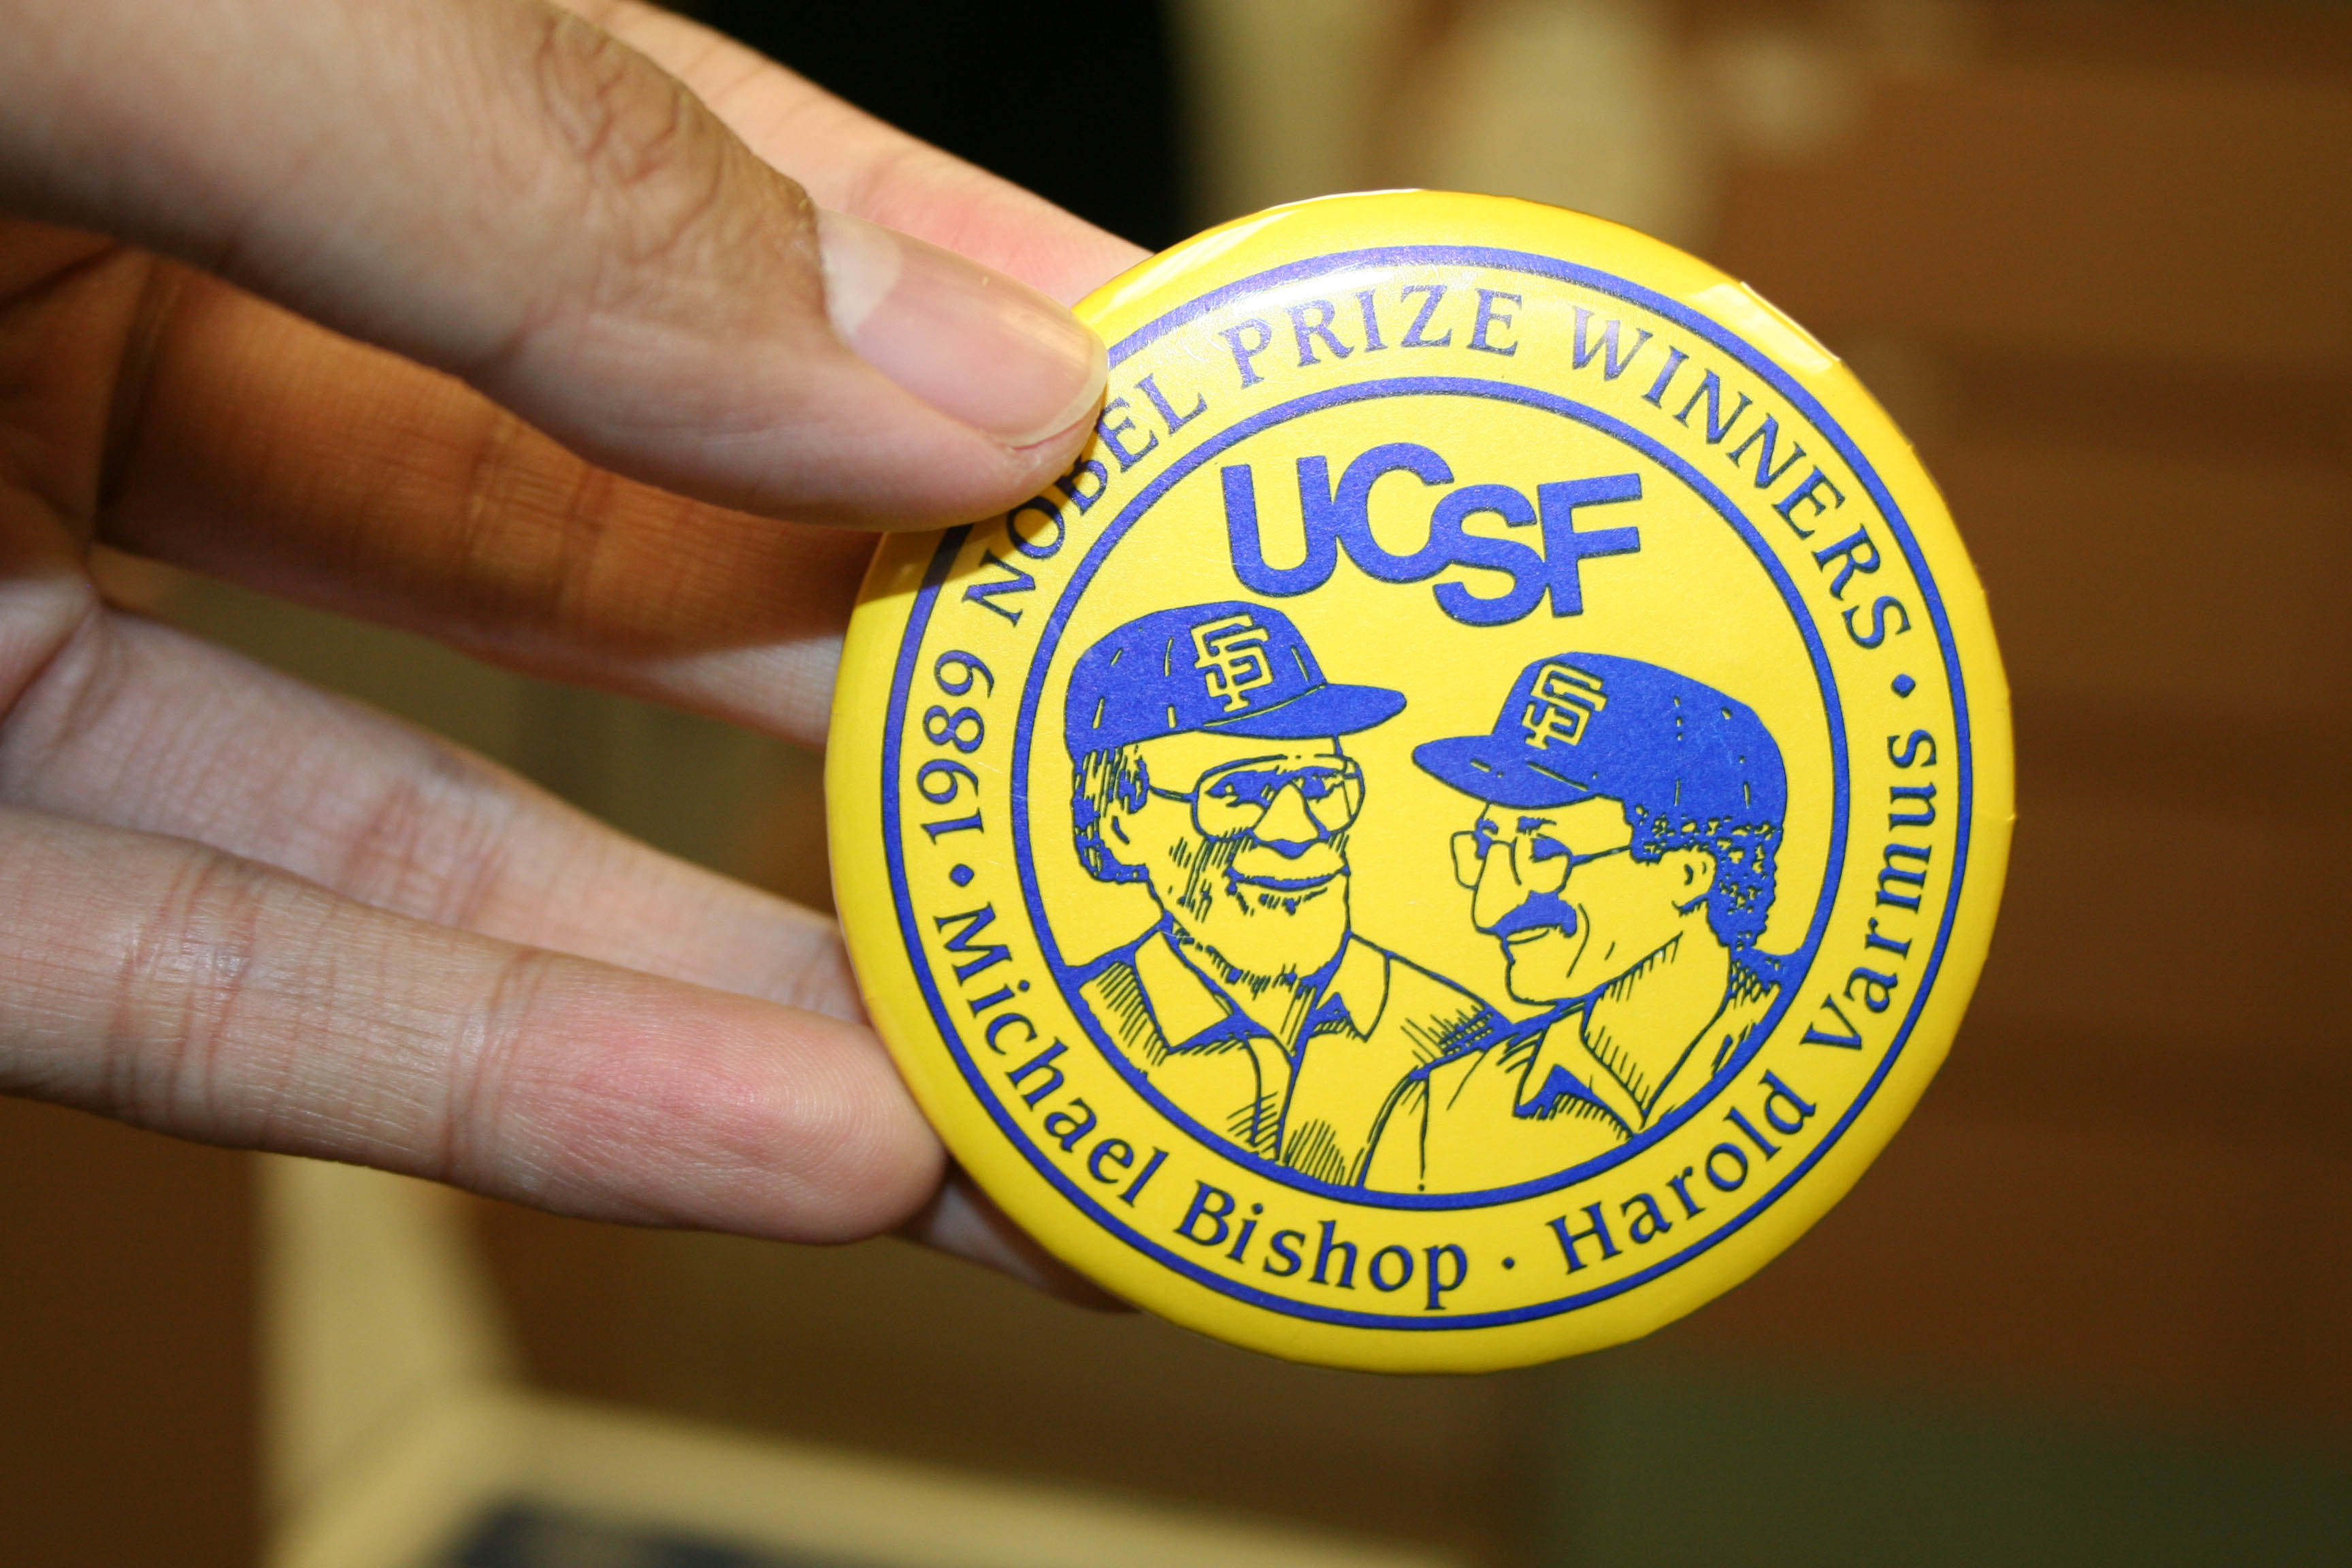 1989 NOBEL PRIZE WINNERS
UCSF
SF
SF
M·Michael Bishop · Harold Varmus